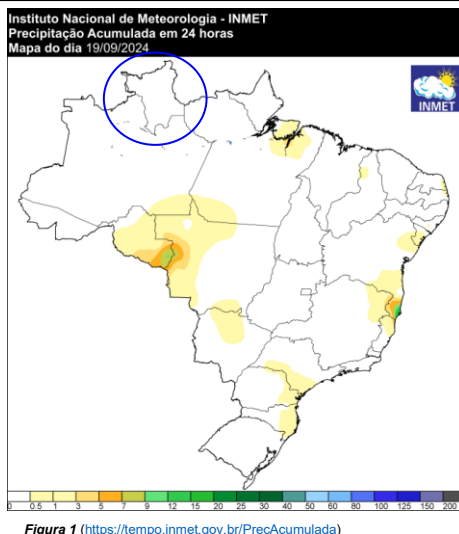 Instituto Nacional de Meteorologia - INMET
Precipitação Acumulada em 24 horas
Mapa do dia 19/09/2024
INMET
0 0.5 1 3 5 7 9 12 15 20 25 30 40 50 60 80 100 125 150 200
Figura 1 (https://tempo.inmet.gov.br/PrecAcumulada)